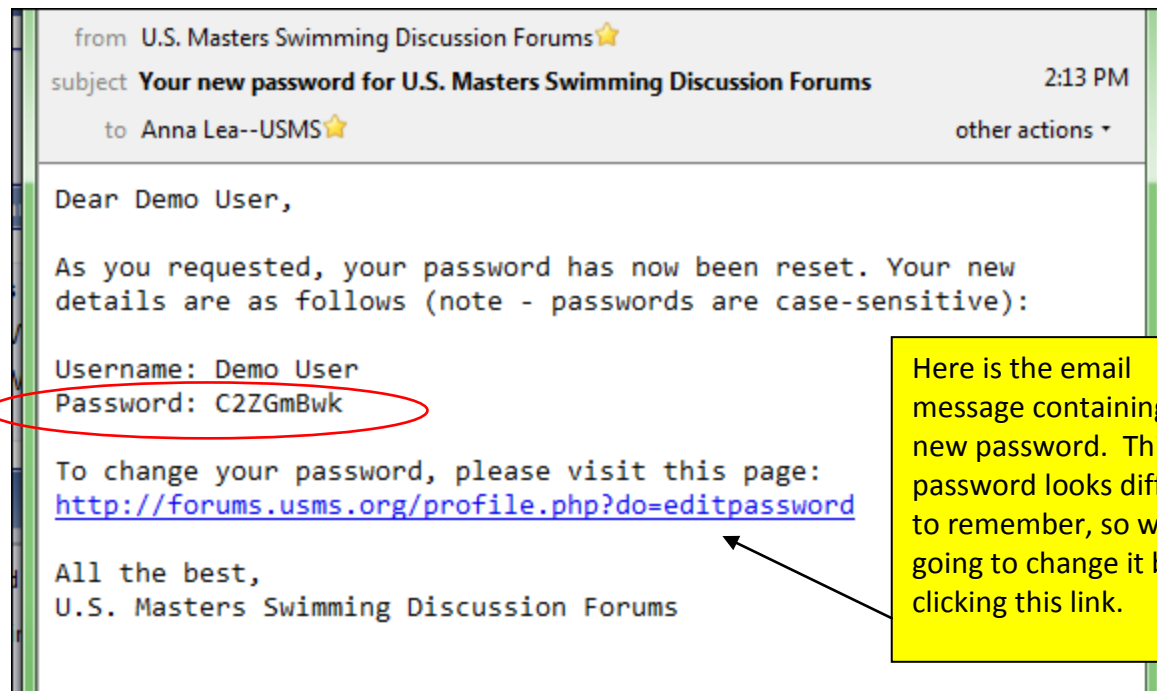 from U.S. Masters Swimming Discussion Forums
subject Your new password for U.S. Masters Swimming Discussion Forums 2:13 PM
to Anna Lea--USMS other actions
Dear Demo User,
As you requested, your password has now been reset. Your new
details are as follows (note - passwords are case-sensitive):
Username: Demo User
Password: C2ZGmBwk
To change your password, please visit this page:
http://forums.usms.org/profile.php?do=editpassword
All the best,
U.S. Masters Swimming Discussion Forums
Here is the email
message containing
new password. Th
password looks diff
to remember, so w
going to change it b
clicking this link.